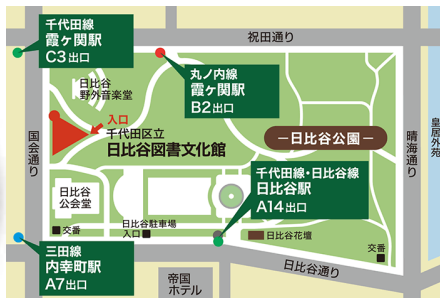 千代田線
霞ヶ関駅
C3出口
祝田通り
丸ノ内線
霞ケ関駅
B2出口
日比谷
野外音楽堂
入口
千代田区立
日比谷図書文化館
日比谷公園
国会通り
晴海通り
皇居外苑
千代田線・日比谷線
日比谷駅
A14出口
日比谷
公会堂
日比谷駐車場
入口
交番
日比谷花壇
交番
三田線
内幸町駅
A7出口
日比谷通り
帝国
ホテル